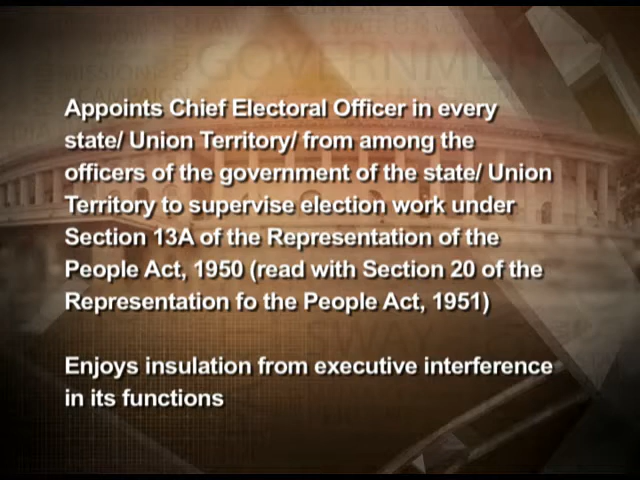 GOVERNMENT
Appoints Chief Electoral Officer in every
state/ Union Territory/ from among the
officers of the government of the state/ Union
Territory to supervise election work under
Section 13A of the Representation of the
People Act, 1950 (read with Section 20 of the
Representation fo the People Act, 1951)
SWAY
Enjoys insulation from executive interference
in its functions